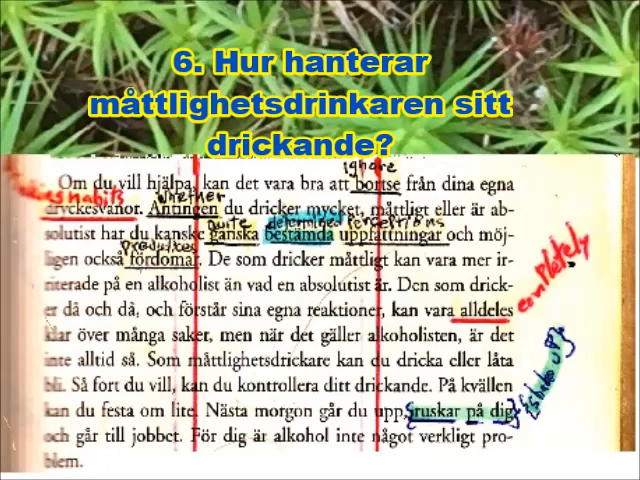 6. Hur hanterar
måttlighetsdrinkaren sitt
drickande?
ignore
Om du vill hjälpa, kan det vara bra att bortse från dina egna
habits whether
dryckesvanor. Antingen du dricker mycket, måttligt eller är ab-
Quite determined perceptions
solutist har du kanske ganska bestämda uppfattningar och möj-
ligen också fördomar. De som dricker måttligt kan vara mer ir-
completely
riterade på en alkoholist än vad en absolutist är. Den som drick-
er då och då, och förstår sina egna reaktioner, kan vara alldeles
klar över många saker, men när det gäller alkoholisten, är det
inte alltid så. Som måttlighetsdrickare kan du dricka eller låta
bli. Så fort du vill, kan du kontrollera ditt drickande. På kvällen
kan du festa om lite. Nästa morgon går du upp, ruskar på dig
och går till jobbet. För dig är alkohol inte något verkligt pro-
blem.